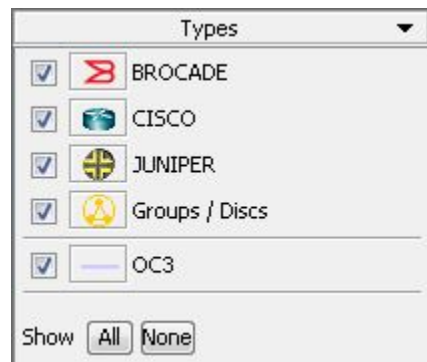 Types
BROCADE
CISCO
JUNIPER
Groups / Discs
OC3
Show All None